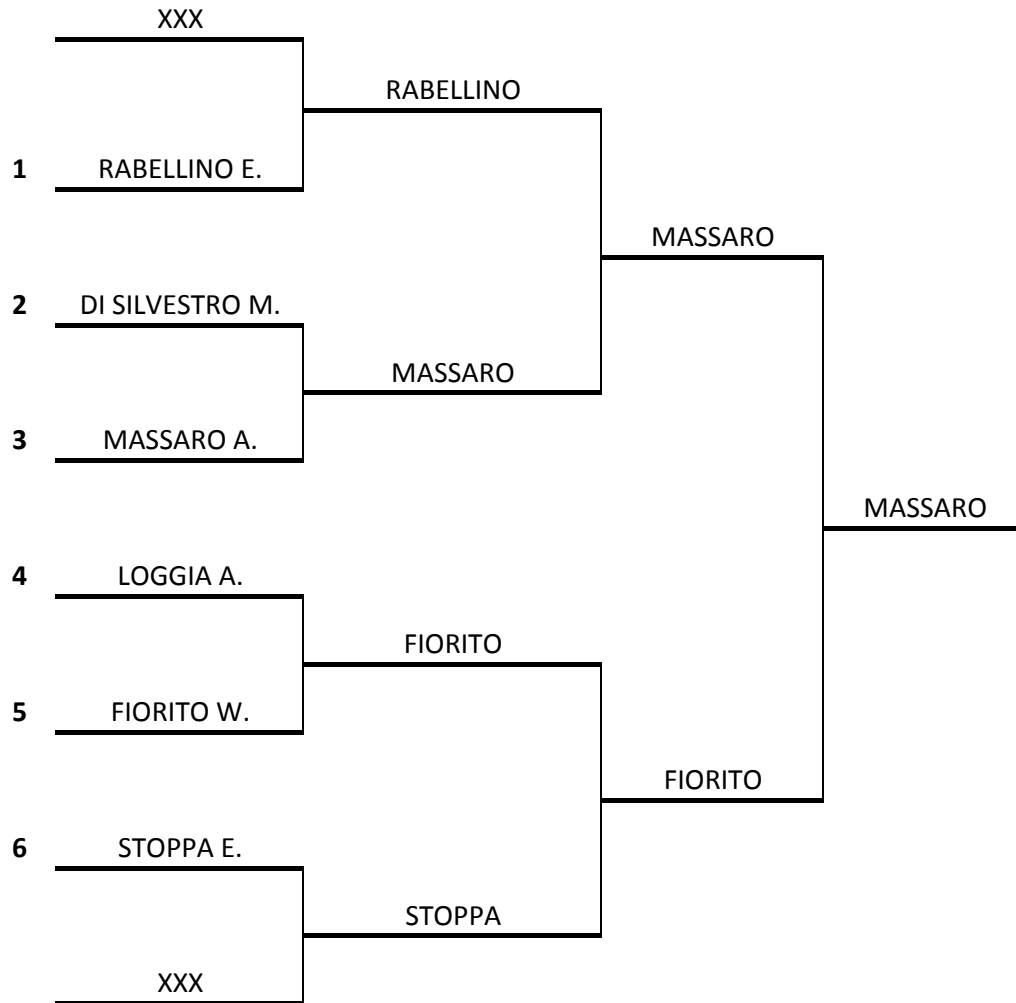 XXX
RABELLINO
1 RABELLINO E.
MASSARO
2 DI SILVESTRO M.
MASSARO
3 MASSARO A.
MASSARO
4 LOGGIA A.
FIORITO
5 FIORITO W.
FIORITO
6 STOPPA E.
STOPPA
XXX